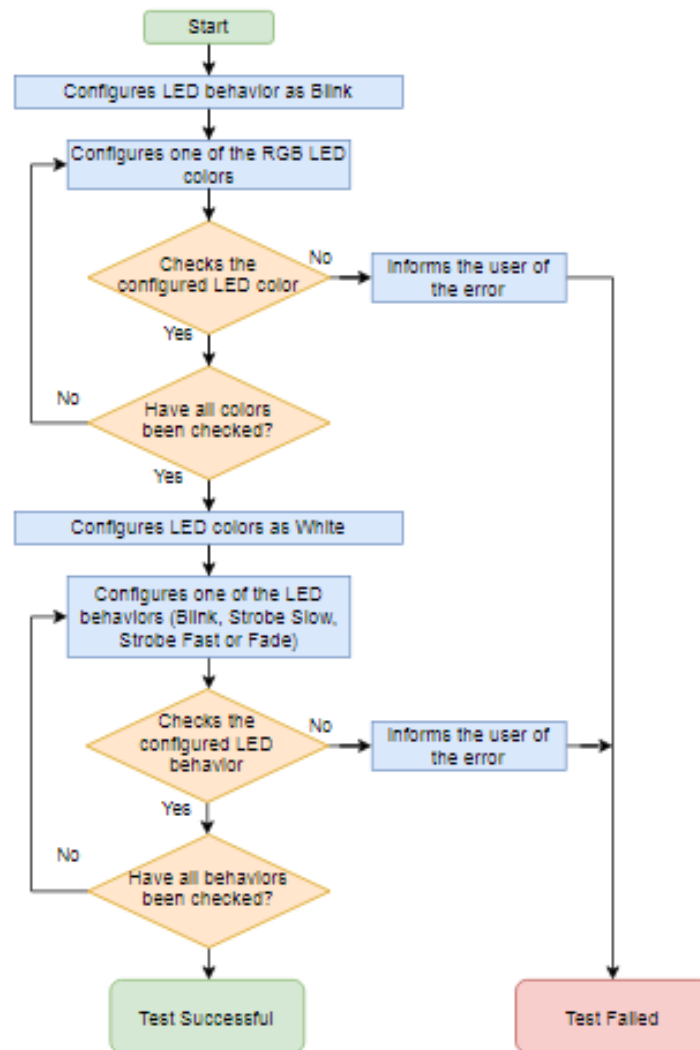 Start
Configures LED behavior as Blink
Configures one of the RGB LED
colors
Checks the
configured LED color
No
Informs the user of
the error
Yes
No
Have all colors
been checked?
Yes
Configures LED colors as White
Configures one of the LED
behaviors (Blink, Strobe Slow,
Strobe Fast or Fade)
Checks the
configured LED
behavior
No
Informs the user of
the error
Yes
No
Have all behaviors
been checked?
Test Successful
Test Failed